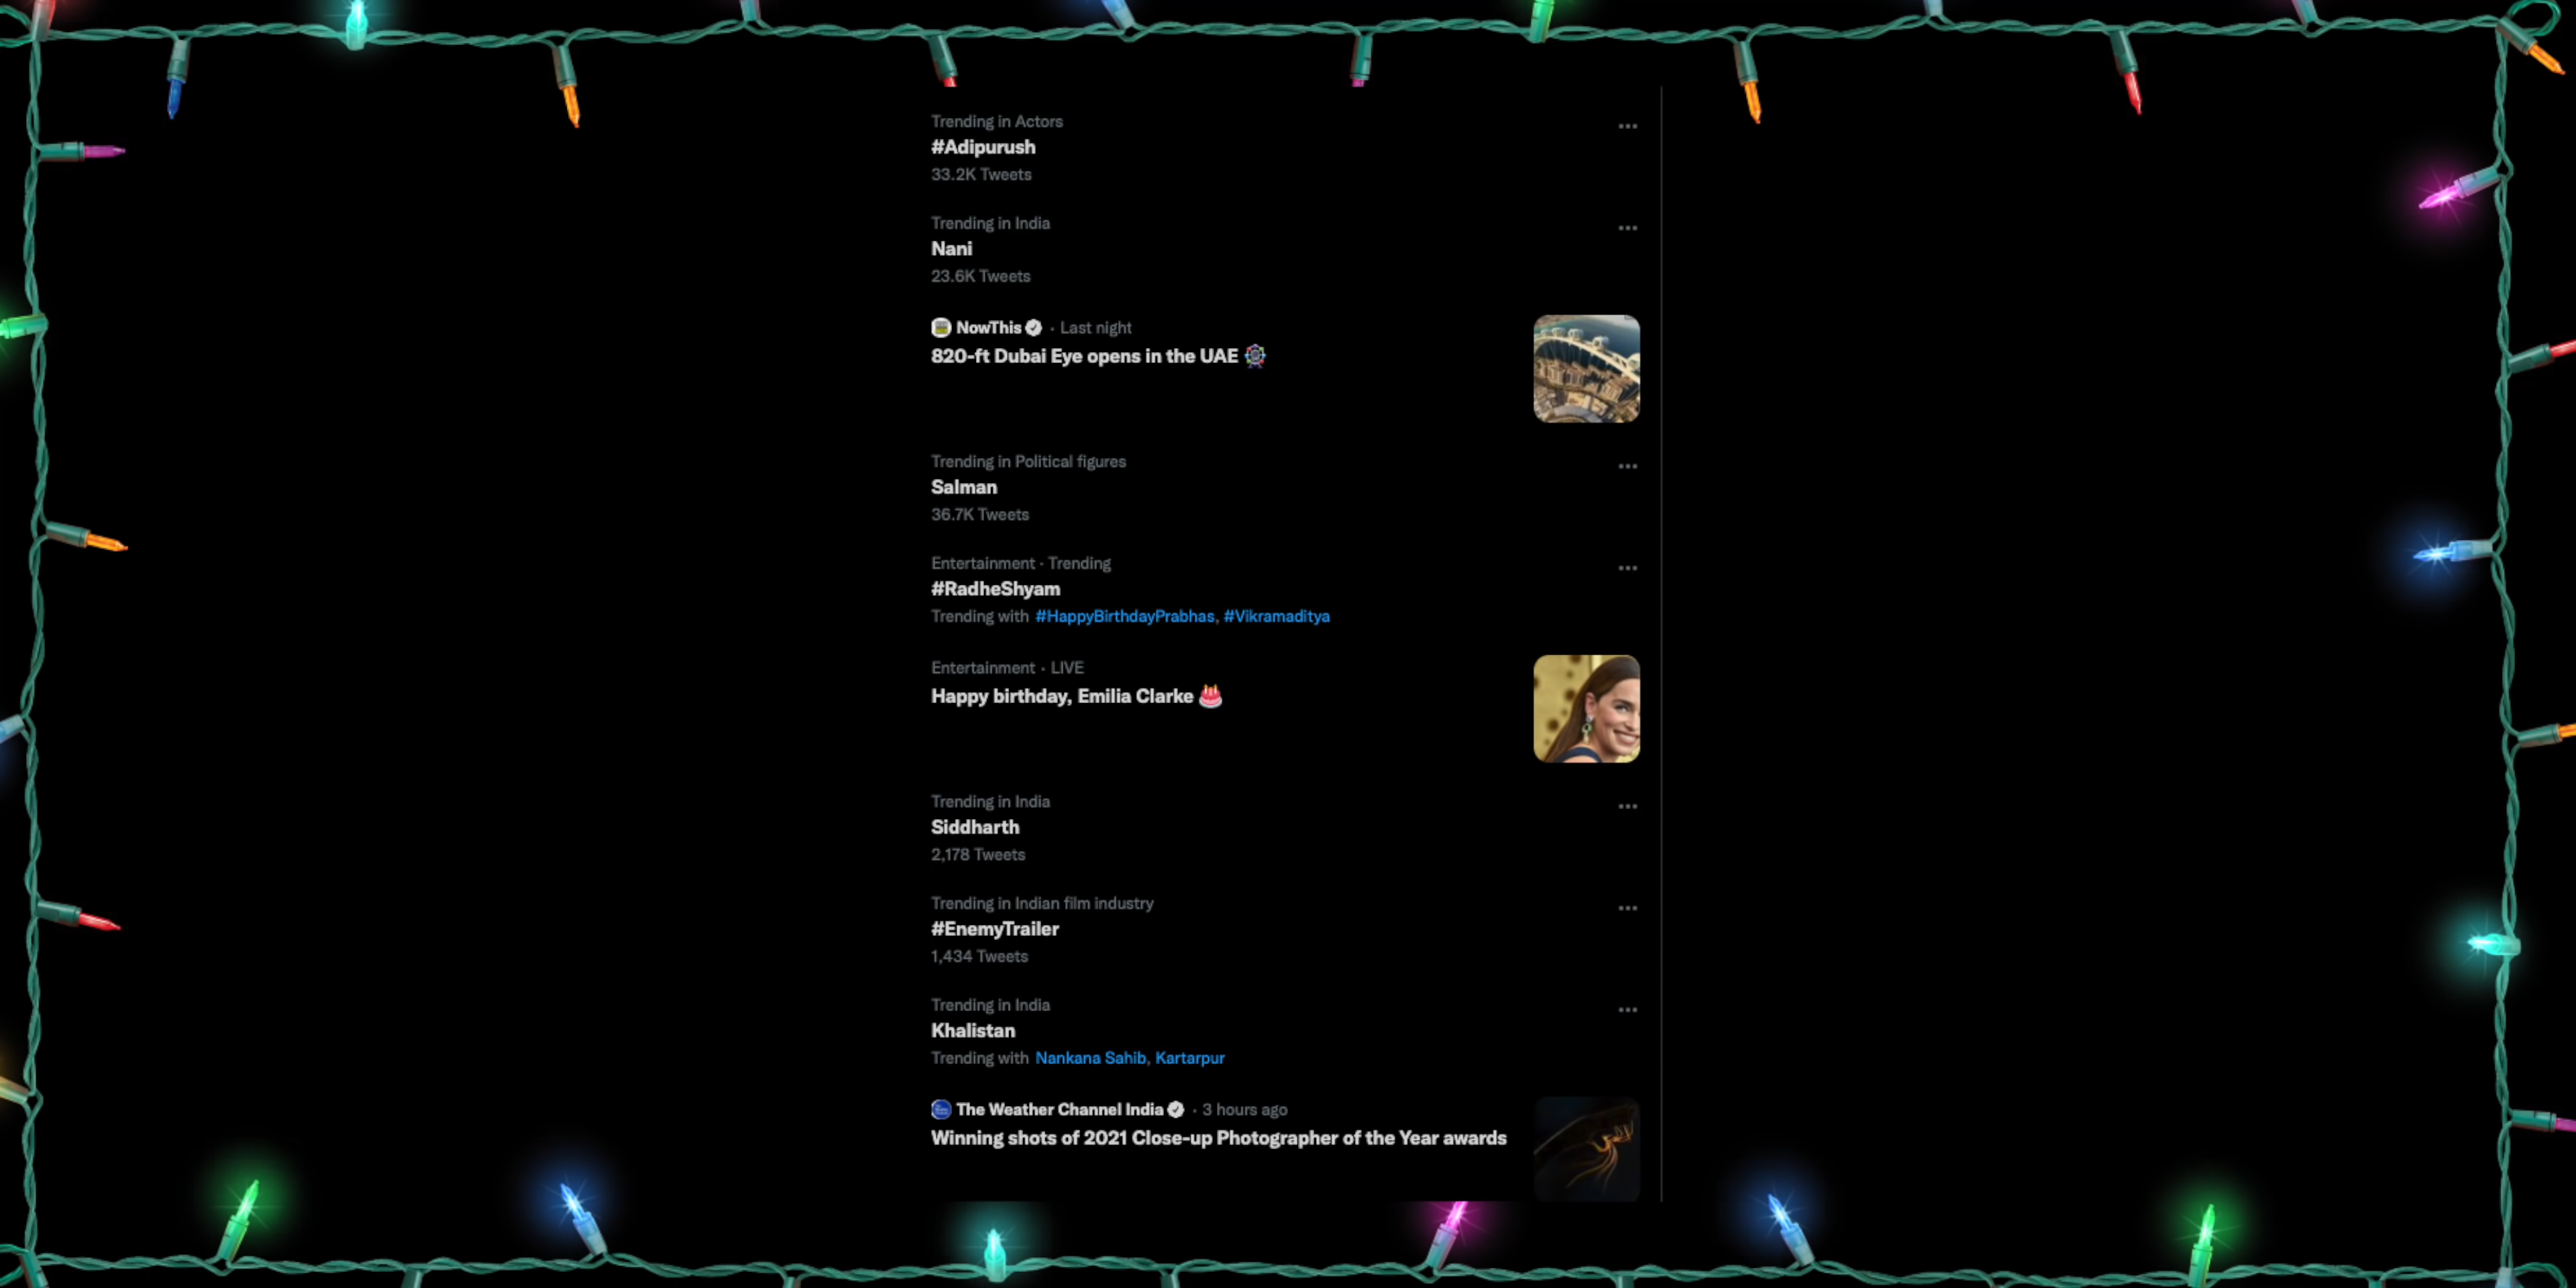 Trending in Actors
#Adipurush
33.2K Tweets
Trending in India
Nani
23.6K Tweets
NowThis · Last night
820-ft Dubai Eye opens in the UAE 🎡
Trending in Political figures
Salman
36.7K Tweets
Entertainment · Trending
#RadheShyam
Trending with #HappyBirthdayPrabhas, #Vikramaditya
Entertainment · LIVE
Happy birthday, Emilia Clarke 🎂
Trending in India
Siddharth
2,178 Tweets
Trending in Indian film industry
#EnemyTrailer
1,434 Tweets
Trending in India
Khalistan
Trending with Nankana Sahib, Kartarpur
The Weather Channel India · 3 hours ago
Winning shots of 2021 Close-up Photographer of the Year awards